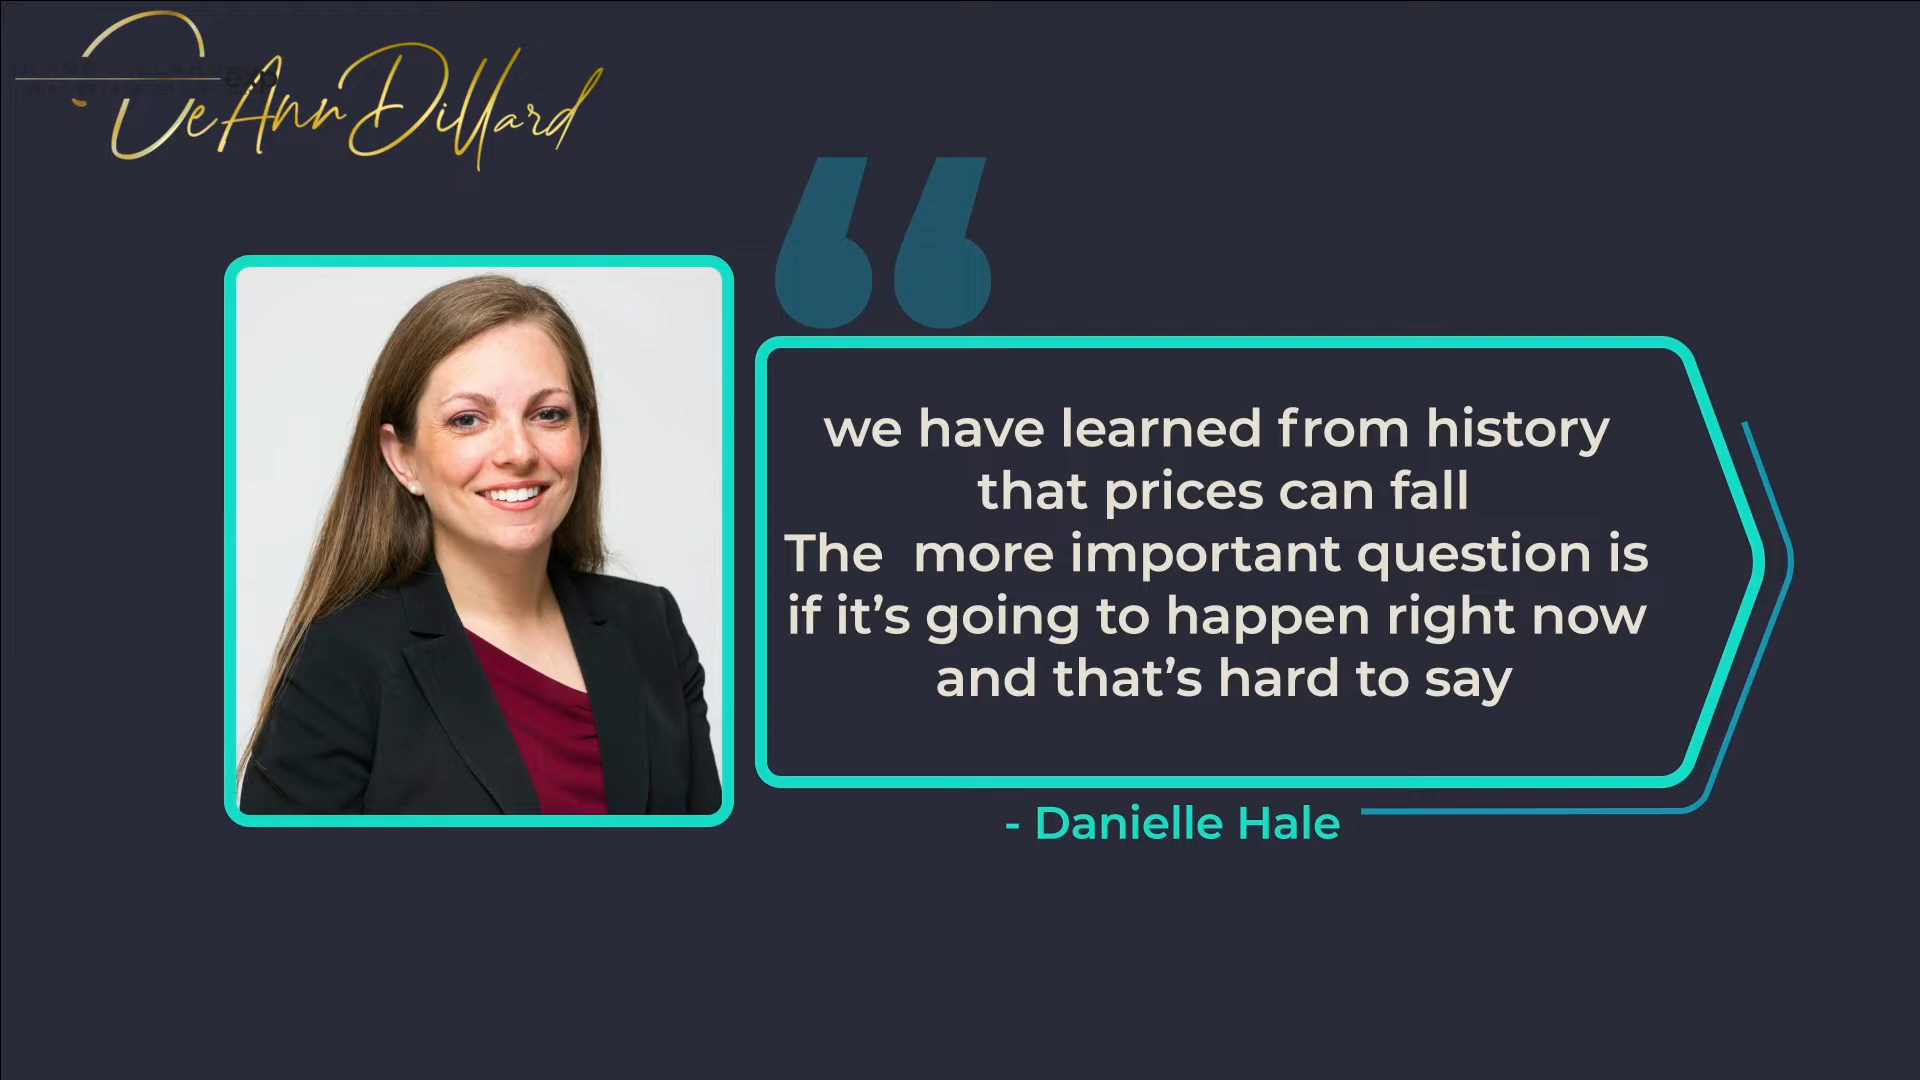 DeAnn Dillard
we have learned from history
that prices can fall
The more important question is
if it’s going to happen right now
and that’s hard to say
- Danielle Hale